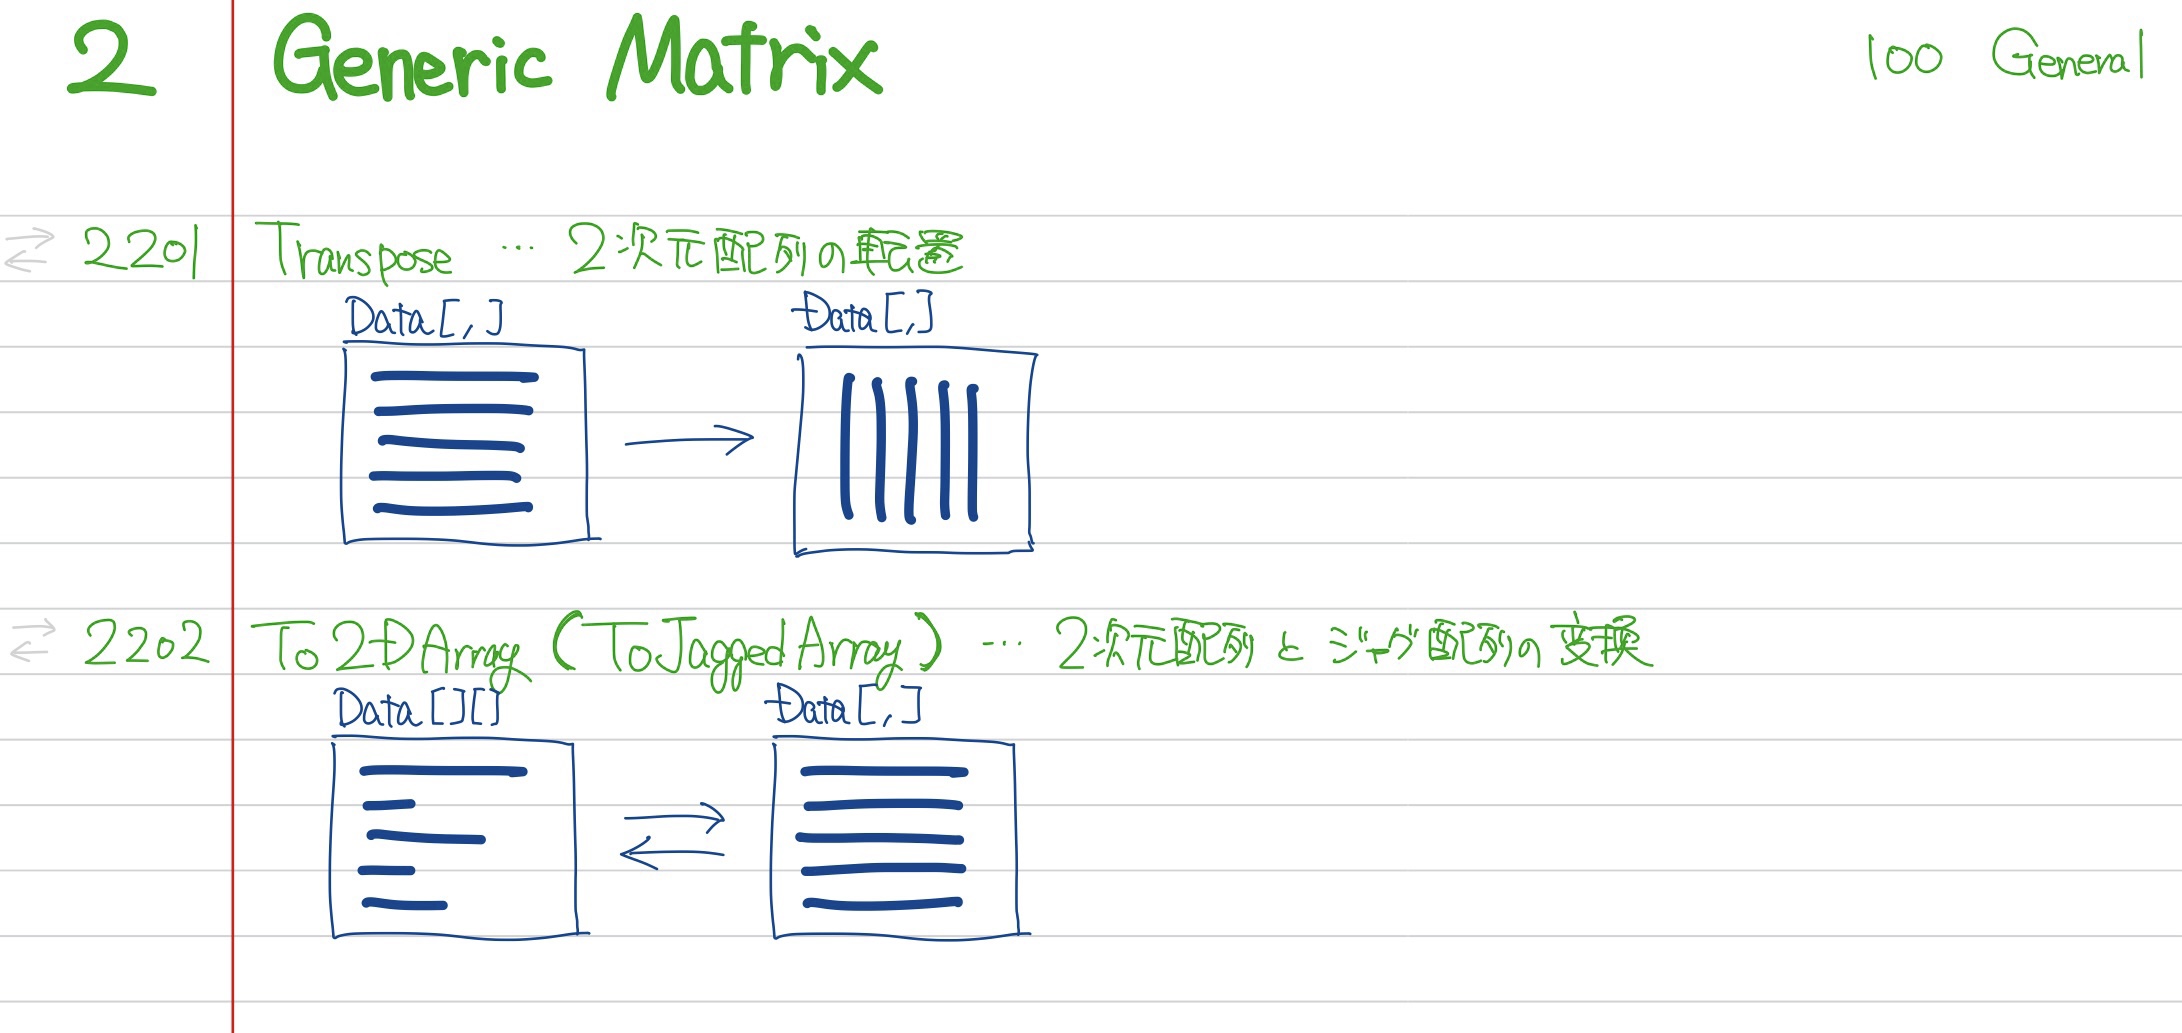 2 Generic Matrix 100 General
2201 Transpose … 2次元配列の転置
Data[,] Data[,]
2202 To2DArray (ToJaggedArray) … 2次元配列とジャグ配列の変換
Data[][] Data[,]